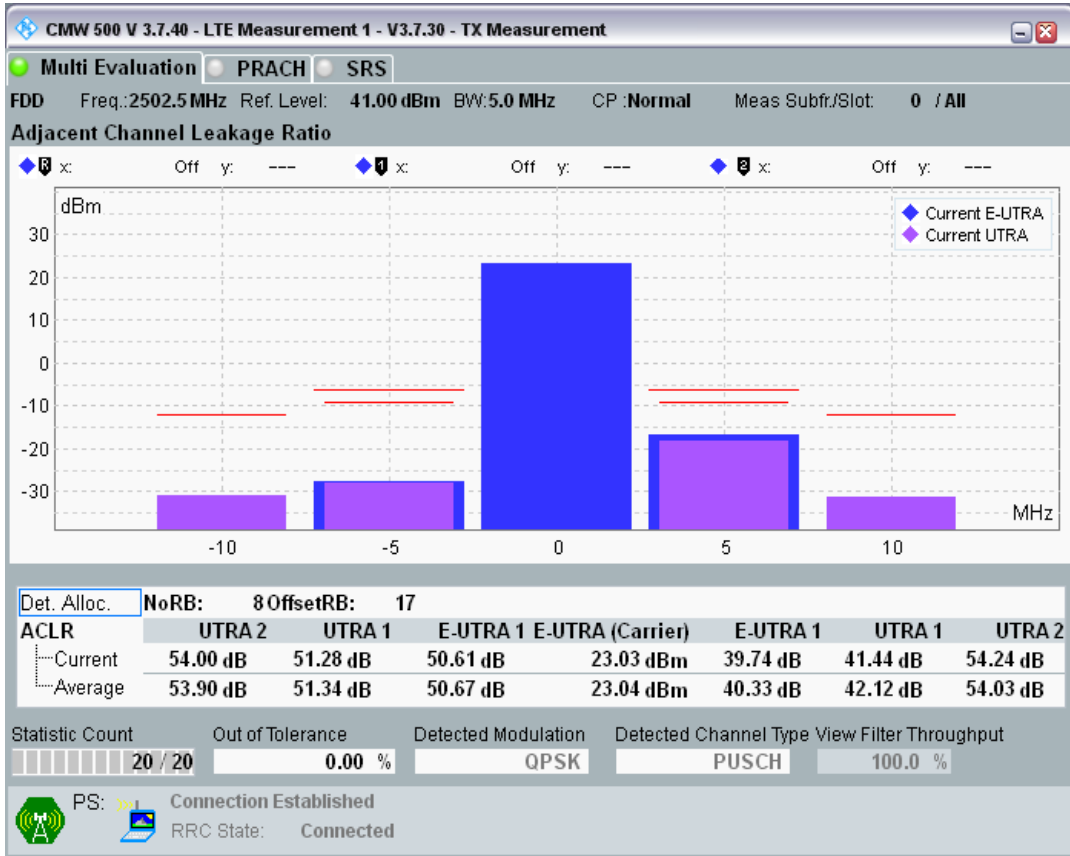 CMW 500 V 3.7.40 - LTE Measurement 1 - V3.7.30 - TX Measurement
Multi Evaluation PRACH SRS
FDD Freq.:2502.5 MHz Ref. Level: 41.00 dBm BW:5.0 MHz CP :Normal Meas Subfr./Slot: 0 / All
Adjacent Channel Leakage Ratio
R x: Off y: --- 1 x: Off y: --- 2 x: Off y: ---
dBm
Current E-UTRA
Current UTRA
30
20
10
0
-10
-20
-30
MHz
-10 -5 0 5 10
Det. Alloc. NoRB: 8 OffsetRB: 17
ACLR UTRA 2 UTRA 1 E-UTRA 1 E-UTRA (Carrier) E-UTRA 1 UTRA 1 UTRA 2
Current 54.00 dB 51.28 dB 50.61 dB 23.03 dBm 39.74 dB 41.44 dB 54.24 dB
Average 53.90 dB 51.34 dB 50.67 dB 23.04 dBm 40.33 dB 42.12 dB 54.03 dB
Statistic Count Out of Tolerance Detected Modulation Detected Channel Type View Filter Throughput
20 / 20 0.00 % QPSK PUSCH 100.0 %
PS: Connection Established
RRC State: Connected